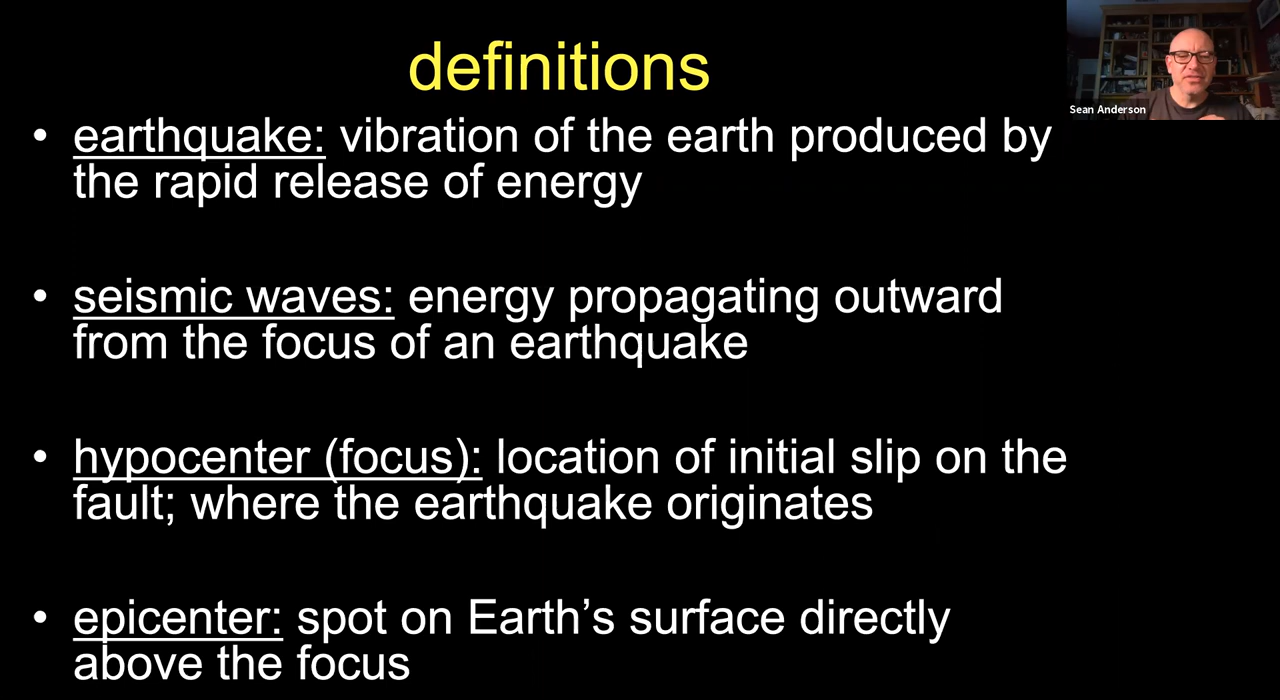 definitions
Sean Anderson
• earthquake: vibration of the earth produced by
the rapid release of energy
• seismic waves: energy propagating outward
from the focus of an earthquake
• hypocenter (focus): location of initial slip on the
fault; where the earthquake originates
• epicenter: spot on Earth’s surface directly
above the focus